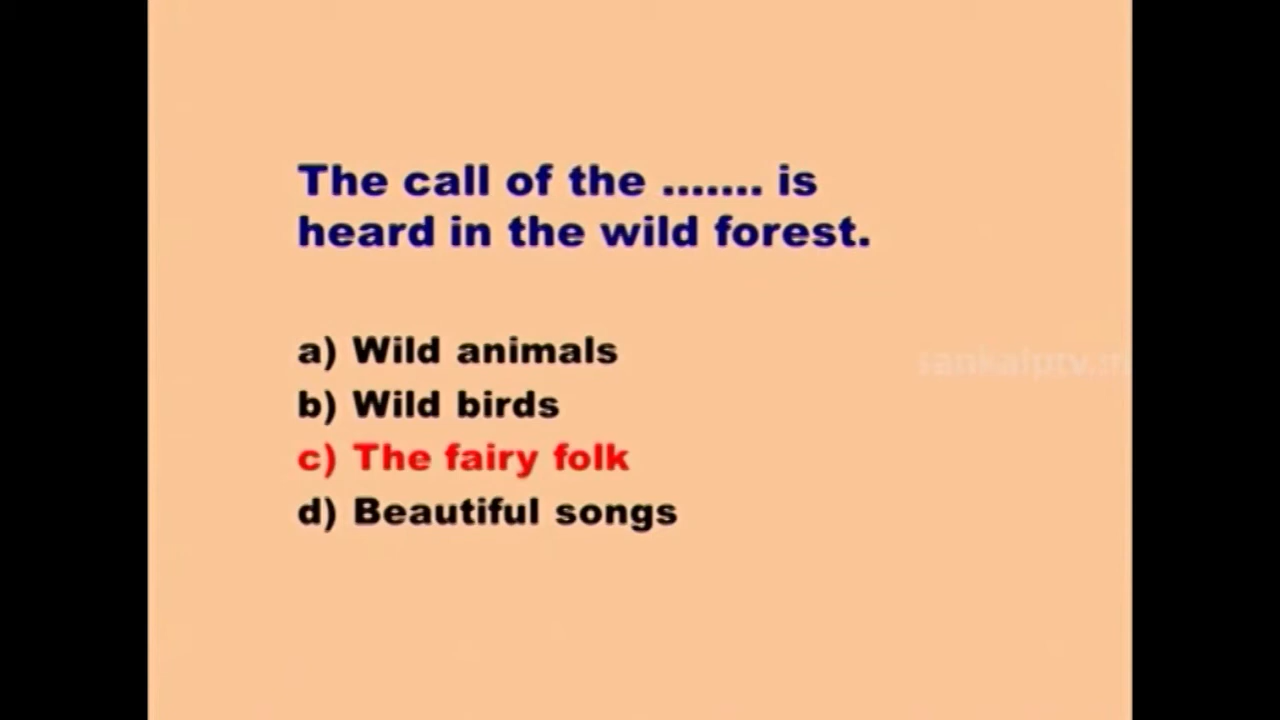 The call of the ....... is
heard in the wild forest.
a) Wild animals
b) Wild birds
c) The fairy folk
d) Beautiful songs